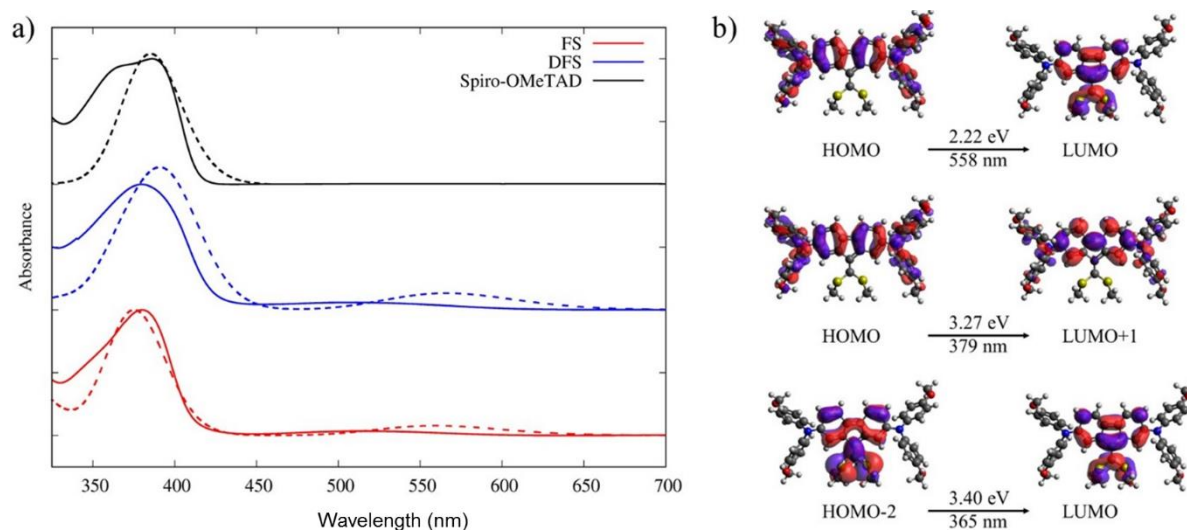 a)
FS
DFS
Spiro-OMeTAD
Absorbance
350
400
450
500
550
600
650
700
Wavelength (nm)
b)
HOMO
2.22 eV
558 nm
LUMO
HOMO
3.27 eV
379 nm
LUMO+1
HOMO-2
3.40 eV
365 nm
LUMO